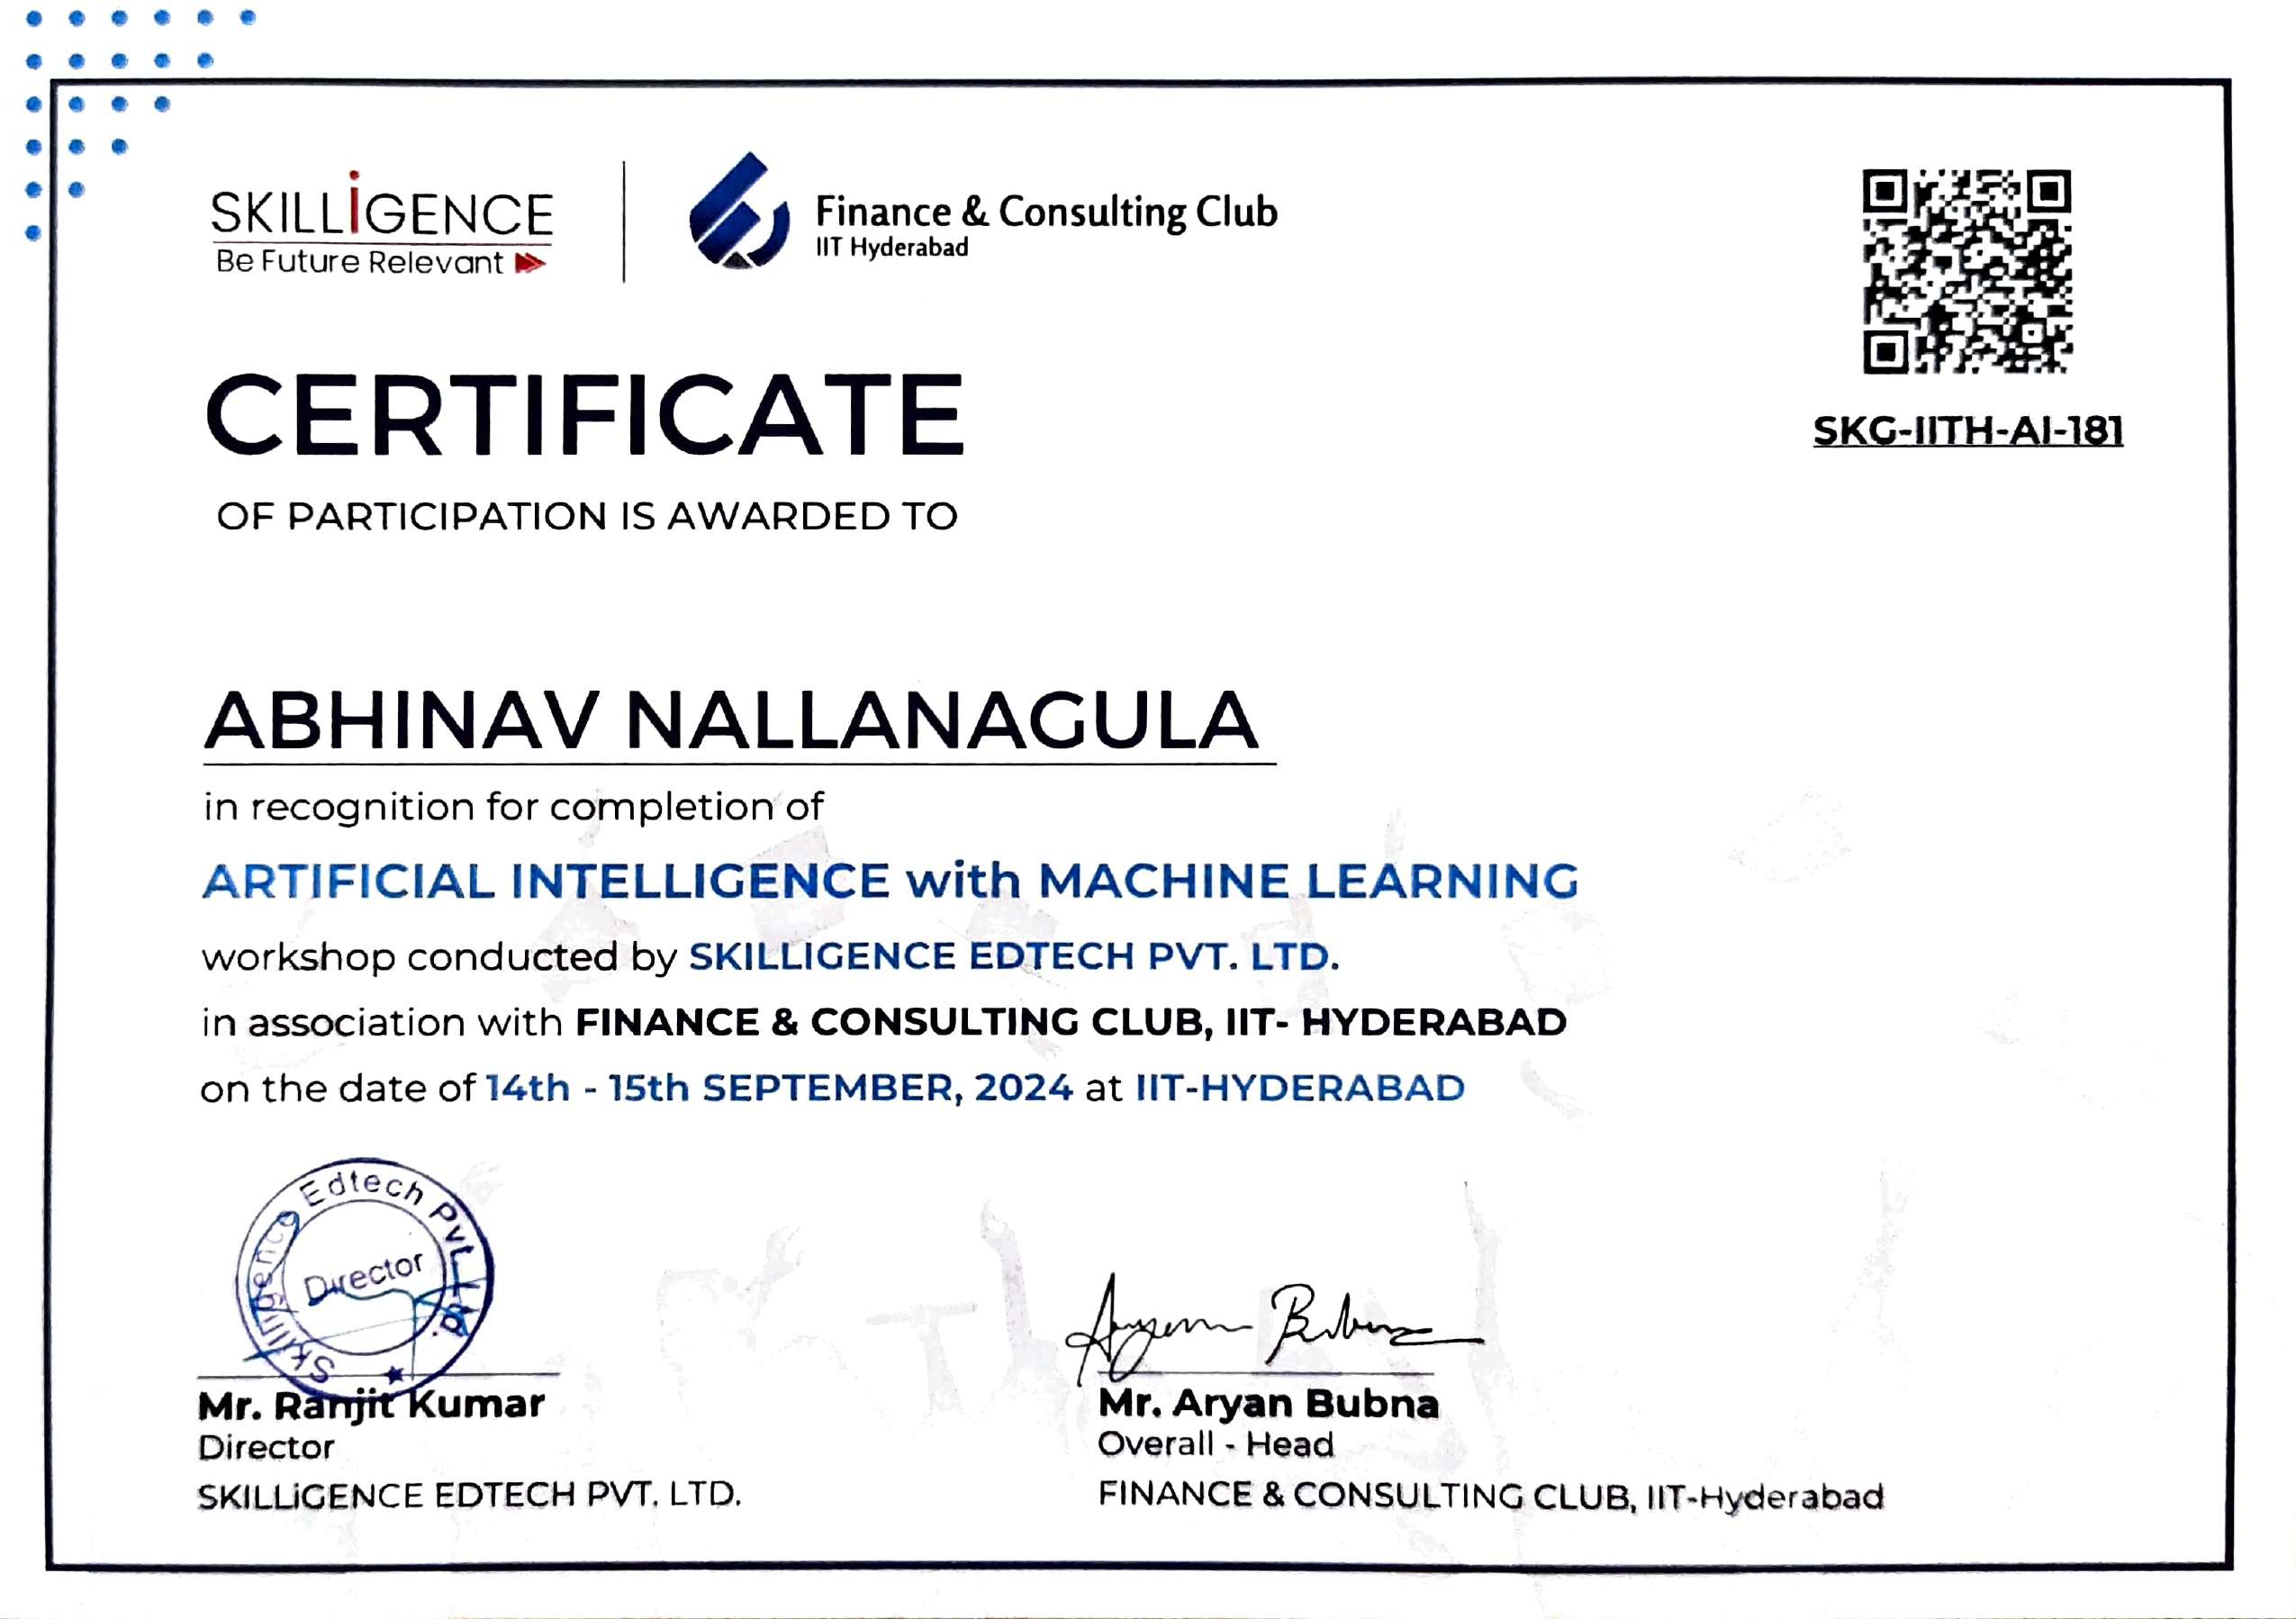 SKILLiGENCE
Be Future Relevant
Finance & Consulting Club
IIT Hyderabad
SKG-IITH-AI-181
CERTIFICATE
OF PARTICIPATION IS AWARDED TO
ABHINAV NALLANAGULA
in recognition for completion of
ARTIFICIAL INTELLIGENCE with MACHINE LEARNING
workshop conducted by SKILLIGENCE EDTECH PVT. LTD.
in association with FINANCE & CONSULTING CLUB, IIT- HYDERABAD
on the date of 14th - 15th SEPTEMBER, 2024 at IIT-HYDERABAD
Skilligence Edtech Pvt. Ltd.
Director
Aryan Bubna
Mr. Ranjit Kumar
Director
SKILLiGENCE EDTECH PVT. LTD.
Mr. Aryan Bubna
Overall - Head
FINANCE & CONSULTING CLUB, IIT-Hyderabad